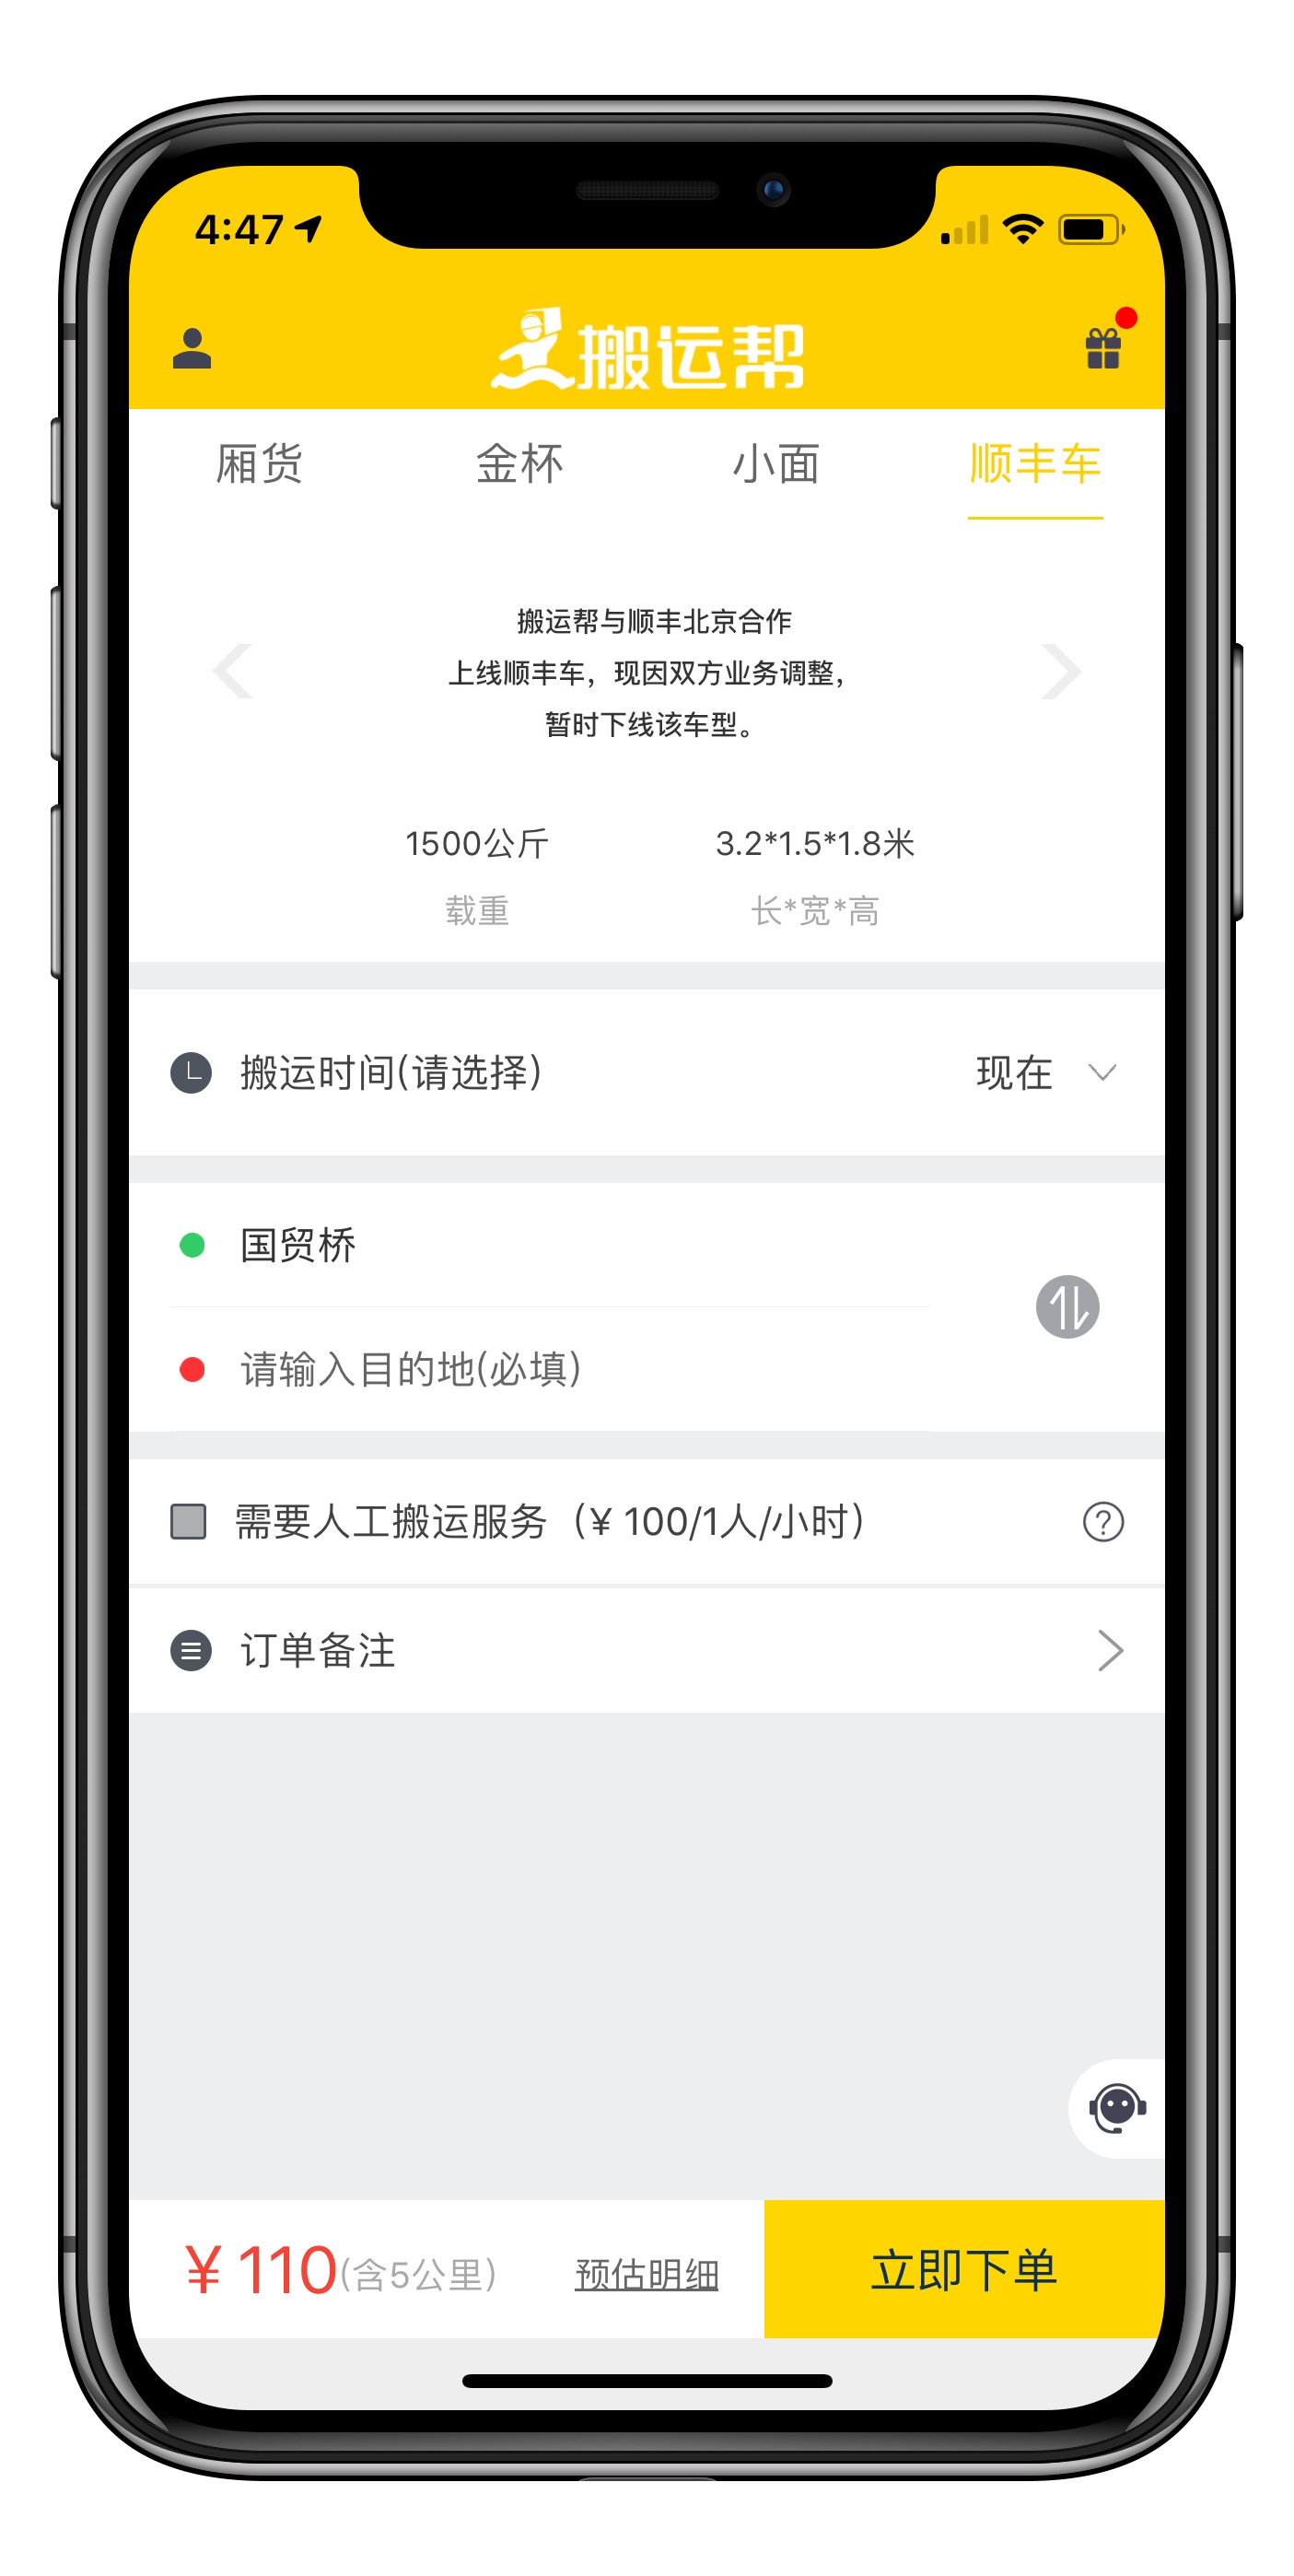 4:47
搬运帮
厢货 金杯 小面 顺丰车
搬运帮与顺丰北京合作
上线顺丰车，现因双方业务调整，
暂时下线该车型。
1500公斤 3.2*1.5*1.8米
载重 长*宽*高
搬运时间(请选择) 现在
国贸桥
请输入目的地(必填)
需要人工搬运服务（¥ 100/1人/小时） ?
订单备注
¥ 110(含5公里) 预估明细 立即下单